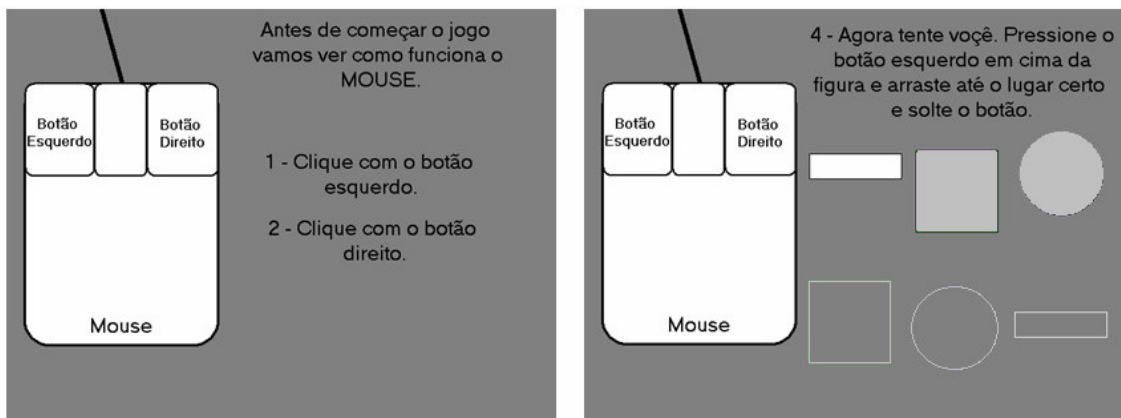 Antes de começar o jogo
vamos ver como funciona o
MOUSE.
Botão
Esquerdo
Botão
Direito
1 - Clique com o botão
esquerdo.
2 - Clique com o botão
direito.
Mouse
4 - Agora tente voçê. Pressione o
botão esquerdo em cima da
figura e arraste até o lugar certo
e solte o botão.
Botão
Esquerdo
Botão
Direito
Mouse